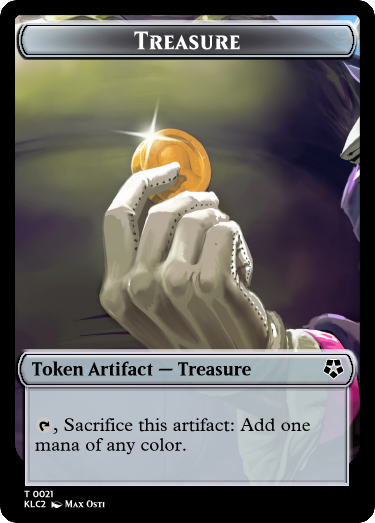 Treasure
Token Artifact — Treasure
, Sacrifice this artifact: Add one
mana of any color.
T 0021
KLC2 Max Osti